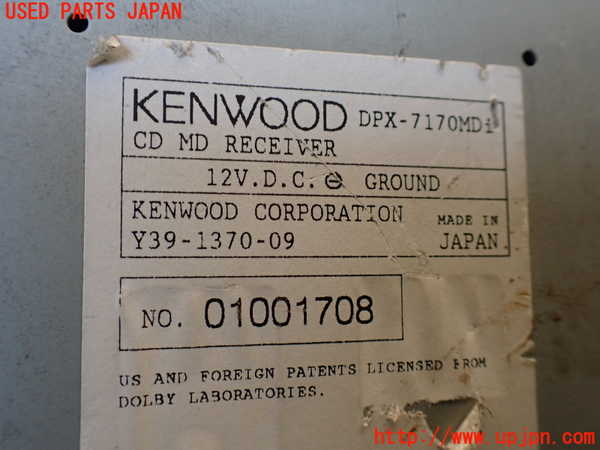 USED PARTS JAPAN
KENWOOD DPX-7170MDi
CD MD RECEIVER
12V.D.C. ⊖ GROUND
KENWOOD CORPORATION
MADE IN
Y39-1370-09
JAPAN
NO. 01001708
US AND FOREIGN PATENTS LICENSED FROM
DOLBY LABORATORIES.
http://www.upjpn.com